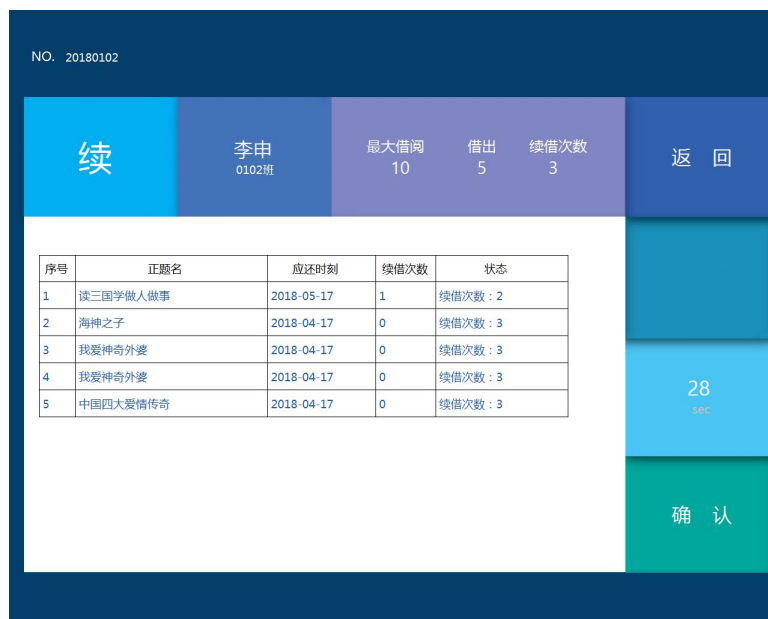 NO. 20180102
续
李申
0102班
最大借阅 借出 续借次数
10 5 3
返 回
序号 正题名 应还时刻 续借次数 状态
1 读三国学做人做事 2018-05-17 1 续借次数：2
2 海神之子 2018-04-17 0 续借次数：3
3 我爱神奇外婆 2018-04-17 0 续借次数：3
4 我爱神奇外婆 2018-04-17 0 续借次数：3
5 中国四大爱情传奇 2018-04-17 0 续借次数：3
28
sec
确 认